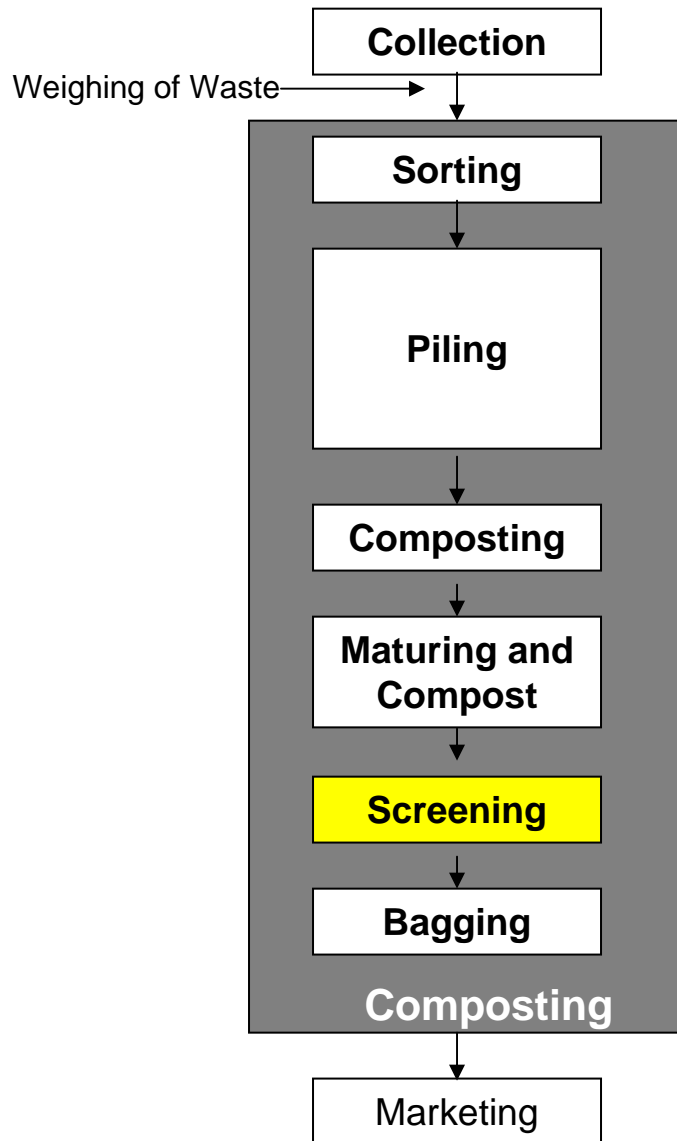 Collection
Weighing of Waste
Sorting
Piling
Composting
Maturing and
Compost
Screening
Bagging
Composting
Marketing